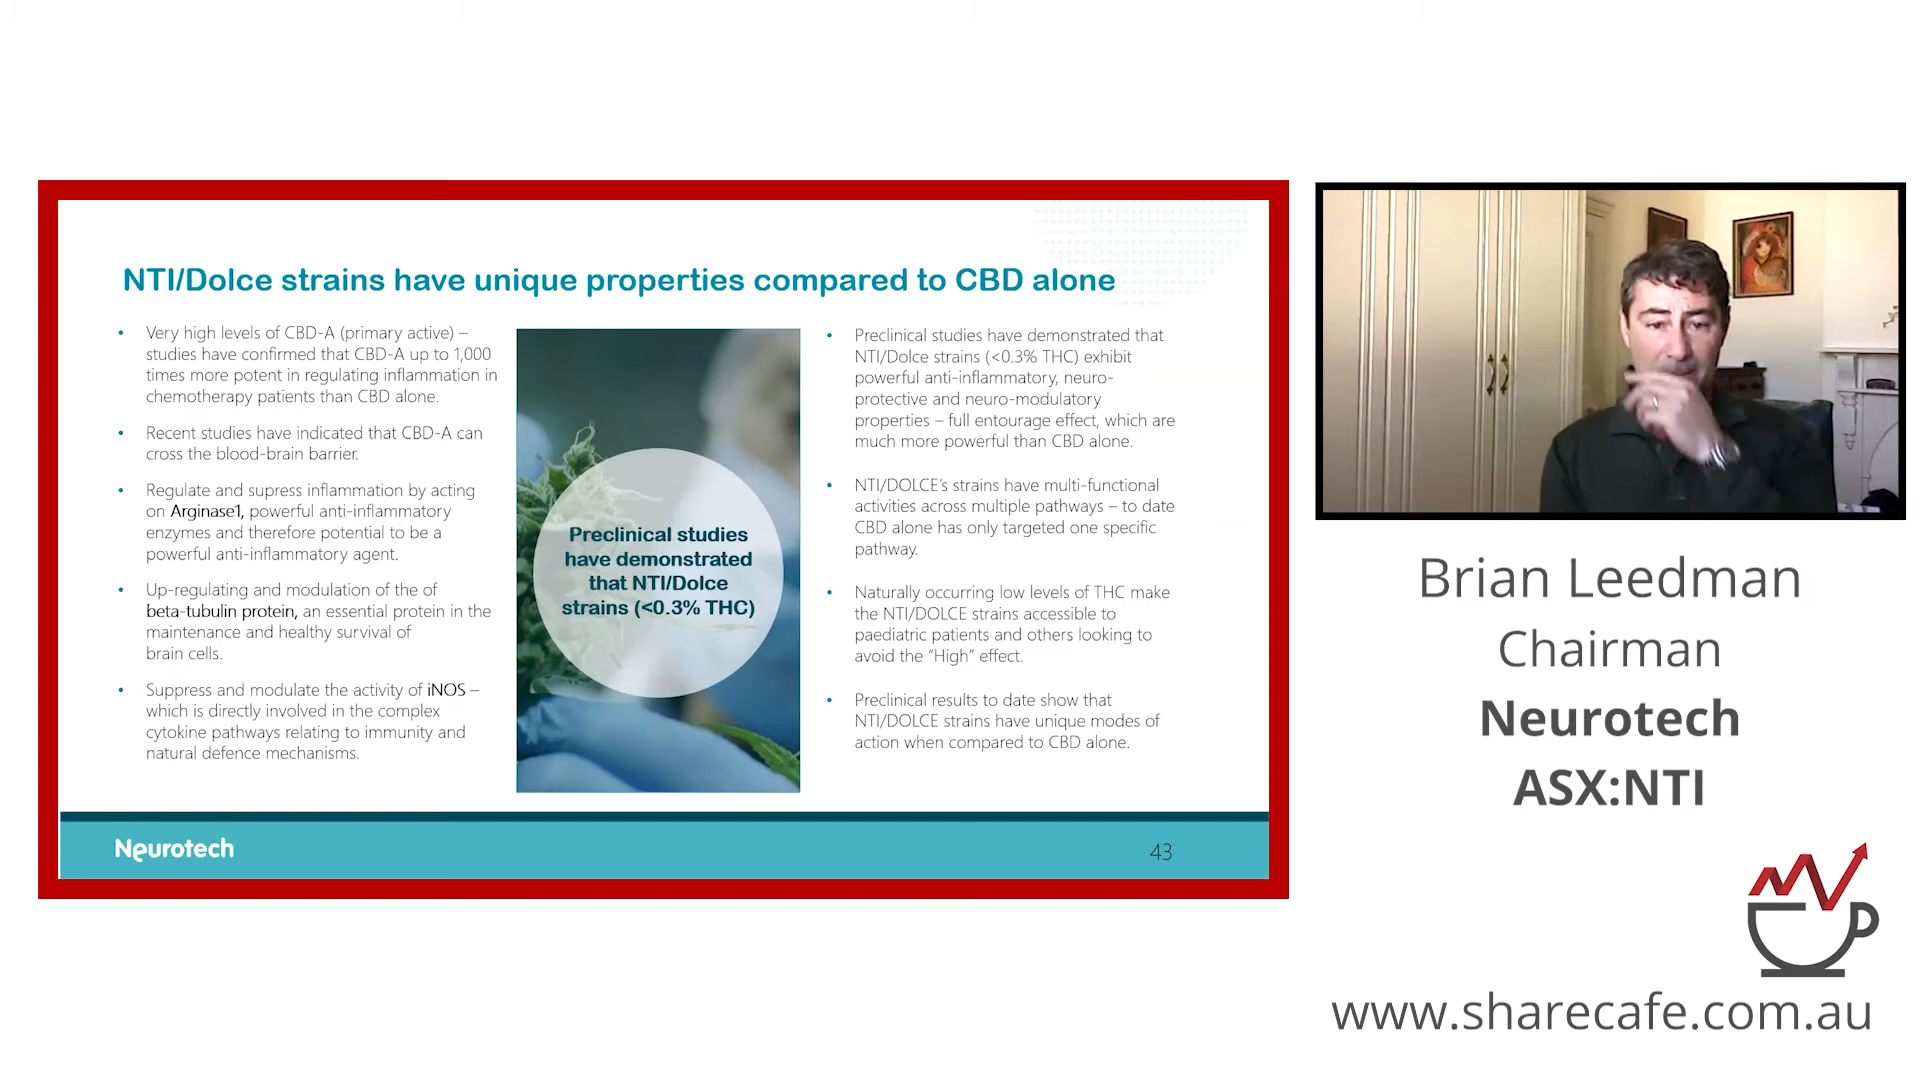 NTI/Dolce strains have unique properties compared to CBD alone
• Very high levels of CBD-A (primary active) –
studies have confirmed that CBD-A up to 1,000
times more potent in regulating inflammation in
chemotherapy patients than CBD alone.
• Recent studies have indicated that CBD-A can
cross the blood-brain barrier.
• Regulate and supress inflammation by acting
on Arginase1, powerful anti-inflammatory
enzymes and therefore potential to be a
powerful anti-inflammatory agent.
• Up-regulating and modulation of the of
beta-tubulin protein, an essential protein in the
maintenance and healthy survival of
brain cells.
• Suppress and modulate the activity of iNOS –
which is directly involved in the complex
cytokine pathways relating to immunity and
natural defence mechanisms.
Preclinical studies
have demonstrated
that NTI/Dolce
strains (<0.3% THC)
• Preclinical studies have demonstrated that
NTI/Dolce strains (<0.3% THC) exhibit
powerful anti-inflammatory, neuro-
protective and neuro-modulatory
properties – full entourage effect, which are
much more powerful than CBD alone.
• NTI/DOLCE's strains have multi-functional
activities across multiple pathways – to date
CBD alone has only targeted one specific
pathway.
• Naturally occurring low levels of THC make
the NTI/DOLCE strains accessible to
paediatric patients and others looking to
avoid the “High” effect.
• Preclinical results to date show that
NTI/DOLCE strains have unique modes of
action when compared to CBD alone.
Neurotech
43
Brian Leedman
Chairman
Neurotech
ASX:NTI
www.sharecafe.com.au